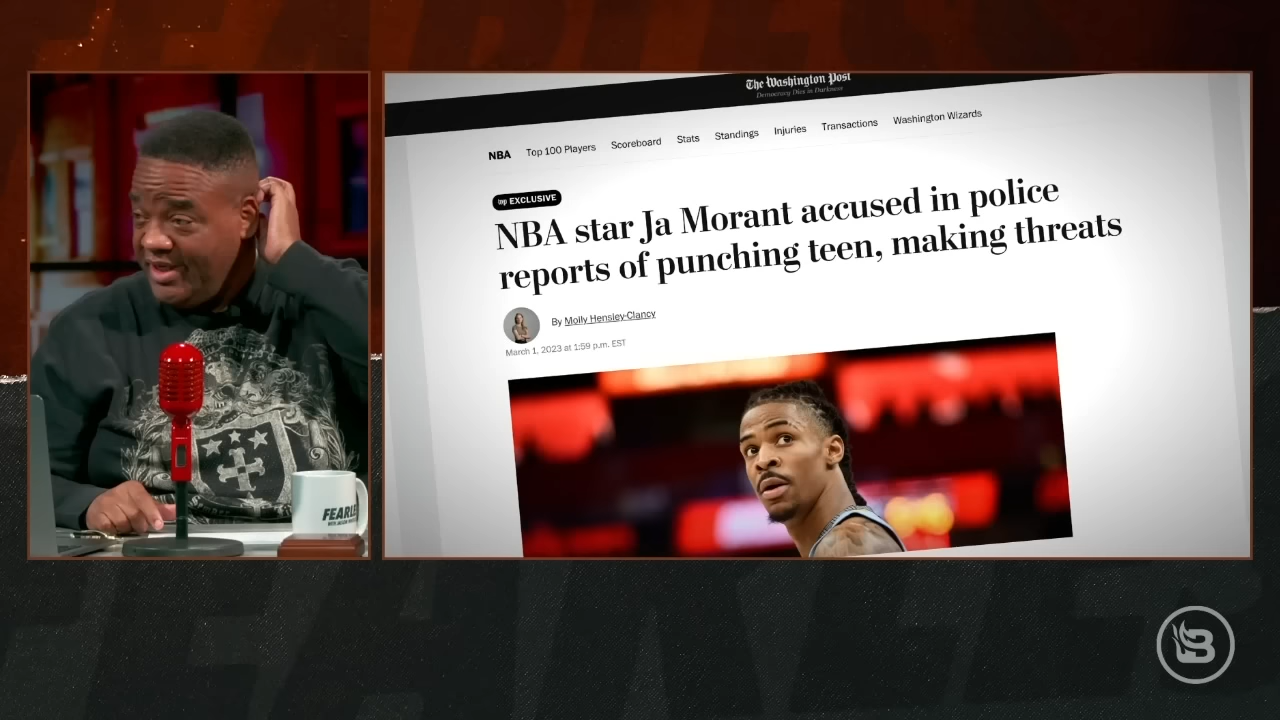 The Washington Post
Democracy Dies in Darkness
NBA Top 100 Players Scoreboard Stats Standings Injuries Transactions Washington Wizards
wp EXCLUSIVE
NBA star Ja Morant accused in police
reports of punching teen, making threats
By Molly Hensley-Clancy
March 1, 2023 at 1:59 p.m. EST
FEARLE
B